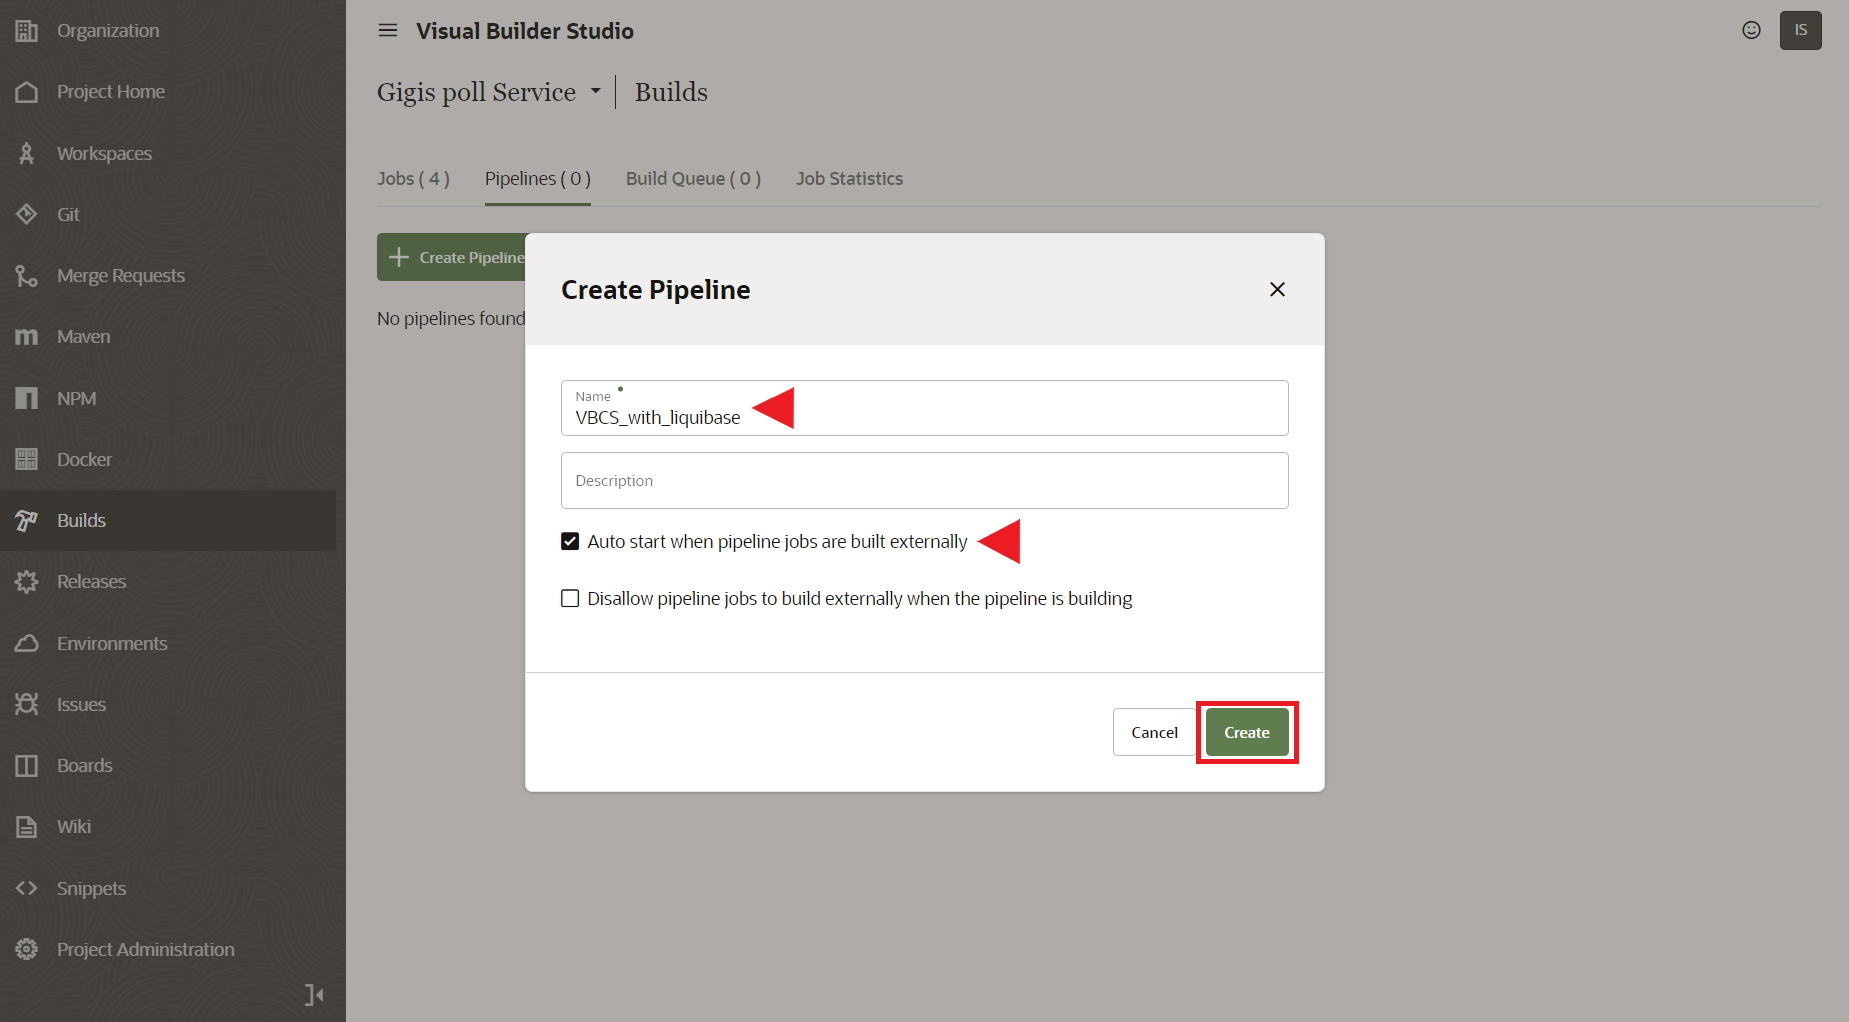 Organization
Project Home
Workspaces
Git
Merge Requests
Maven
NPM
Docker
Builds
Releases
Environments
Issues
Boards
Wiki
Snippets
Project Administration
Visual Builder Studio
IS
Gigis poll Service
Builds
Jobs ( 4 )
Pipelines ( 0 )
Build Queue ( 0 )
Job Statistics
Create Pipeline
No pipelines found
Create Pipeline
Name
VBCS_with_liquibase
Description
Auto start when pipeline jobs are built externally
Disallow pipeline jobs to build externally when the pipeline is building
Cancel
Create